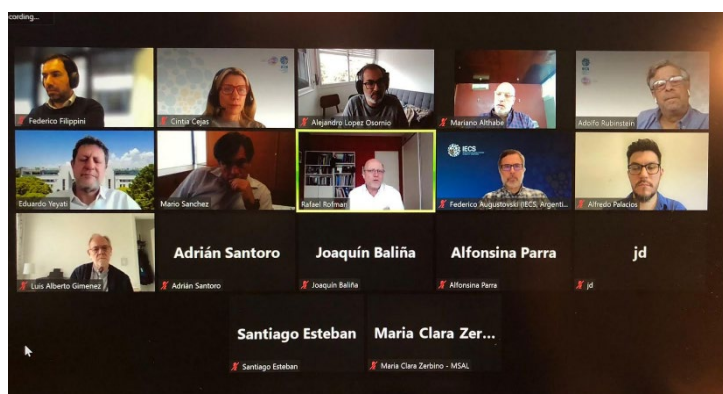 cording...
Federico Filippini
Cintia Cejas
Alejandro Lopez Osornio
Mariano Althabe
Adolfo Rubinstein
Eduardo Yeyati
Mario Sanchez
Rafael Rofman
IECS
Federico Augustovski (IECS, Argenti...
Alfredo Palacios
Luis Alberto Gimenez
Adrián Santoro
Adrián Santoro
Joaquín Baliña
Joaquín Baliña
Alfonsina Parra
Alfonsina Parra
jd
jd
Santiago Esteban
Santiago Esteban
Maria Clara Zer...
Maria Clara Zerbino - MSAL